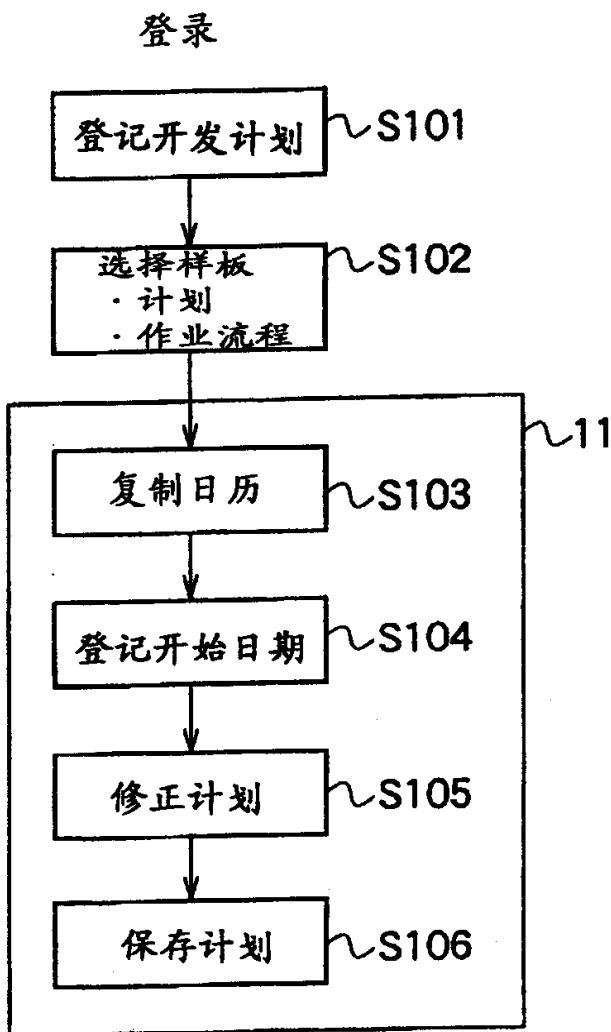 登录
登记开发计划 S101
选择样板 S102
·计划
·作业流程
11
复制日历 S103
登记开始日期 S104
修正计划 S105
保存计划 S106